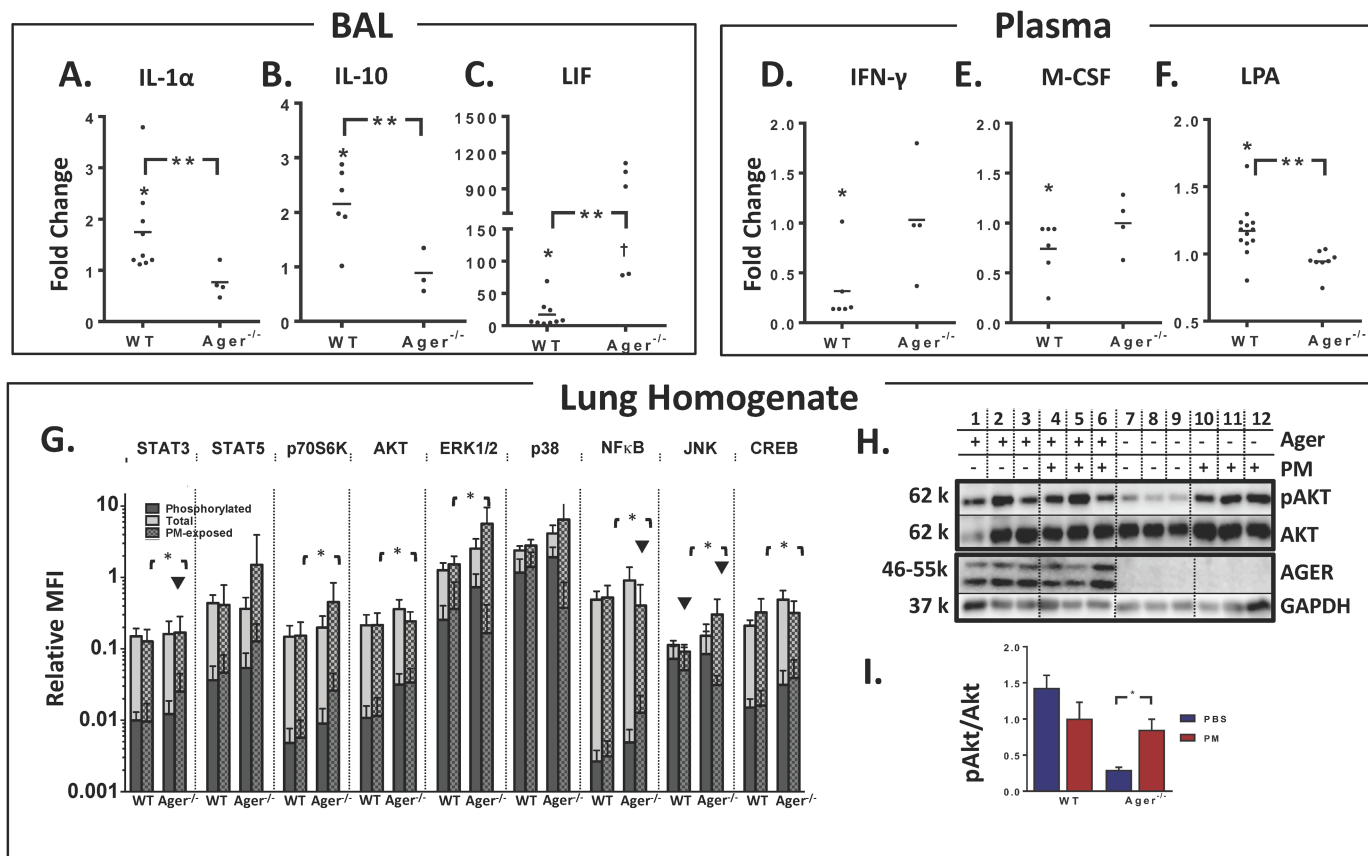 BAL
Plasma
A. IL-1α
B. IL-10
C. LIF
D. IFN-γ
E. M-CSF
F. LPA
Fold Change
4
3
2
1
0
*
**
WT Ager-/-
4
3
2
1
0
*
**
WT Ager-/-
1500
1200
900
600
150
100
50
0
*
**
†
WT Ager-/-
Fold Change
2.0
1.5
1.0
0.5
0.0
*
WT Ager-/-
2.0
1.5
1.0
0.5
0.0
*
WT Ager-/-
2.0
1.5
1.0
0.5
*
**
WT Ager-/-
Lung Homogenate
G.
STAT3 STAT5 p70S6K AKT ERK1/2 p38 NFκB JNK CREB
Phosphorylated
Total
PM-exposed
Relative MFI
10
1
0.1
0.01
0.001
* * * * * * *
WT Ager-/- WT Ager-/- WT Ager-/- WT Ager-/- WT Ager-/- WT Ager-/- WT Ager-/- WT Ager-/- WT Ager-/-
H.
1 2 3 4 5 6 7 8 9 10 11 12
+ + + + + + - - - - - - Ager
- - - + + + - - - + + + PM
62 k pAKT
62 k AKT
46-55k AGER
37 k GAPDH
I.
pAkt/Akt
2.0
1.5
1.0
0.5
0.0
*
PBS
PM
WT Ager-/-